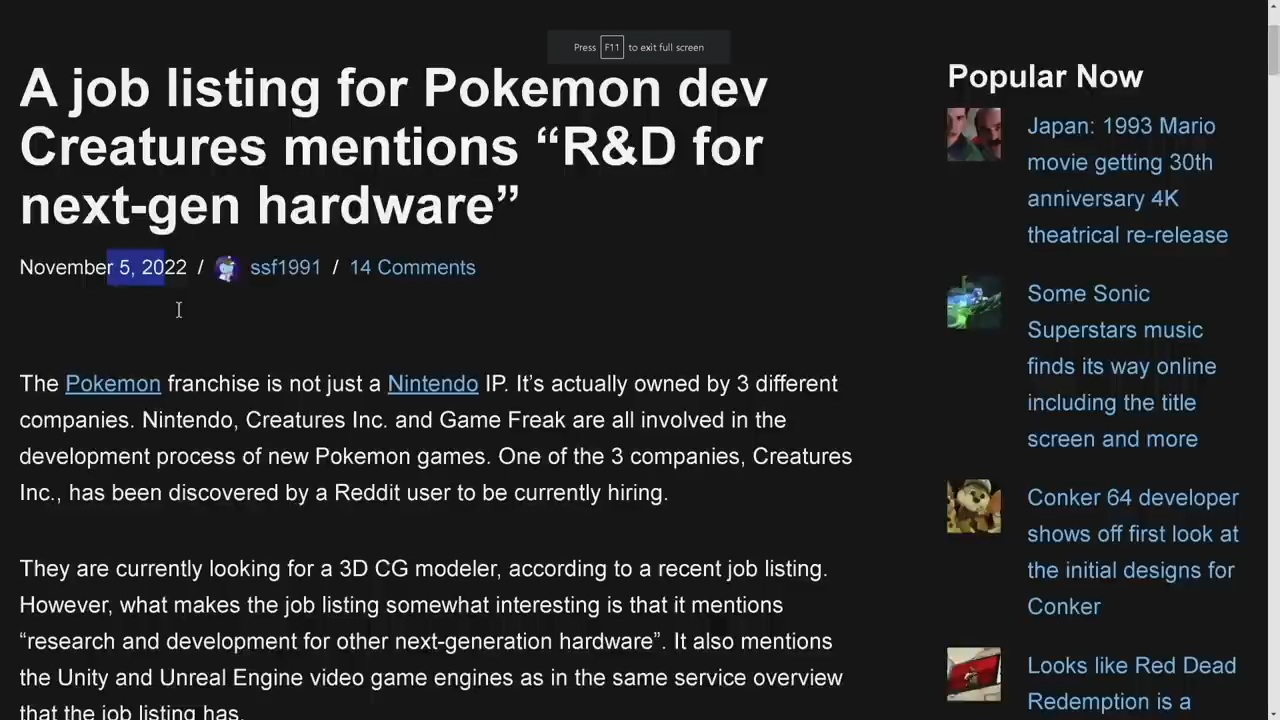 Press F11 to exit full screen
A job listing for Pokemon dev
Creatures mentions “R&D for
next-gen hardware”
November 5, 2022 / ssf1991 / 14 Comments
The Pokemon franchise is not just a Nintendo IP. It’s actually owned by 3 different
companies. Nintendo, Creatures Inc. and Game Freak are all involved in the
development process of new Pokemon games. One of the 3 companies, Creatures
Inc., has been discovered by a Reddit user to be currently hiring.
They are currently looking for a 3D CG modeler, according to a recent job listing.
However, what makes the job listing somewhat interesting is that it mentions
“research and development for other next-generation hardware”. It also mentions
the Unity and Unreal Engine video game engines as in the same service overview
that the job listing has.
Popular Now
Japan: 1993 Mario
movie getting 30th
anniversary 4K
theatrical re-release
Some Sonic
Superstars music
finds its way online
including the title
screen and more
Conker 64 developer
shows off first look at
the initial designs for
Conker
Looks like Red Dead
Redemption is a